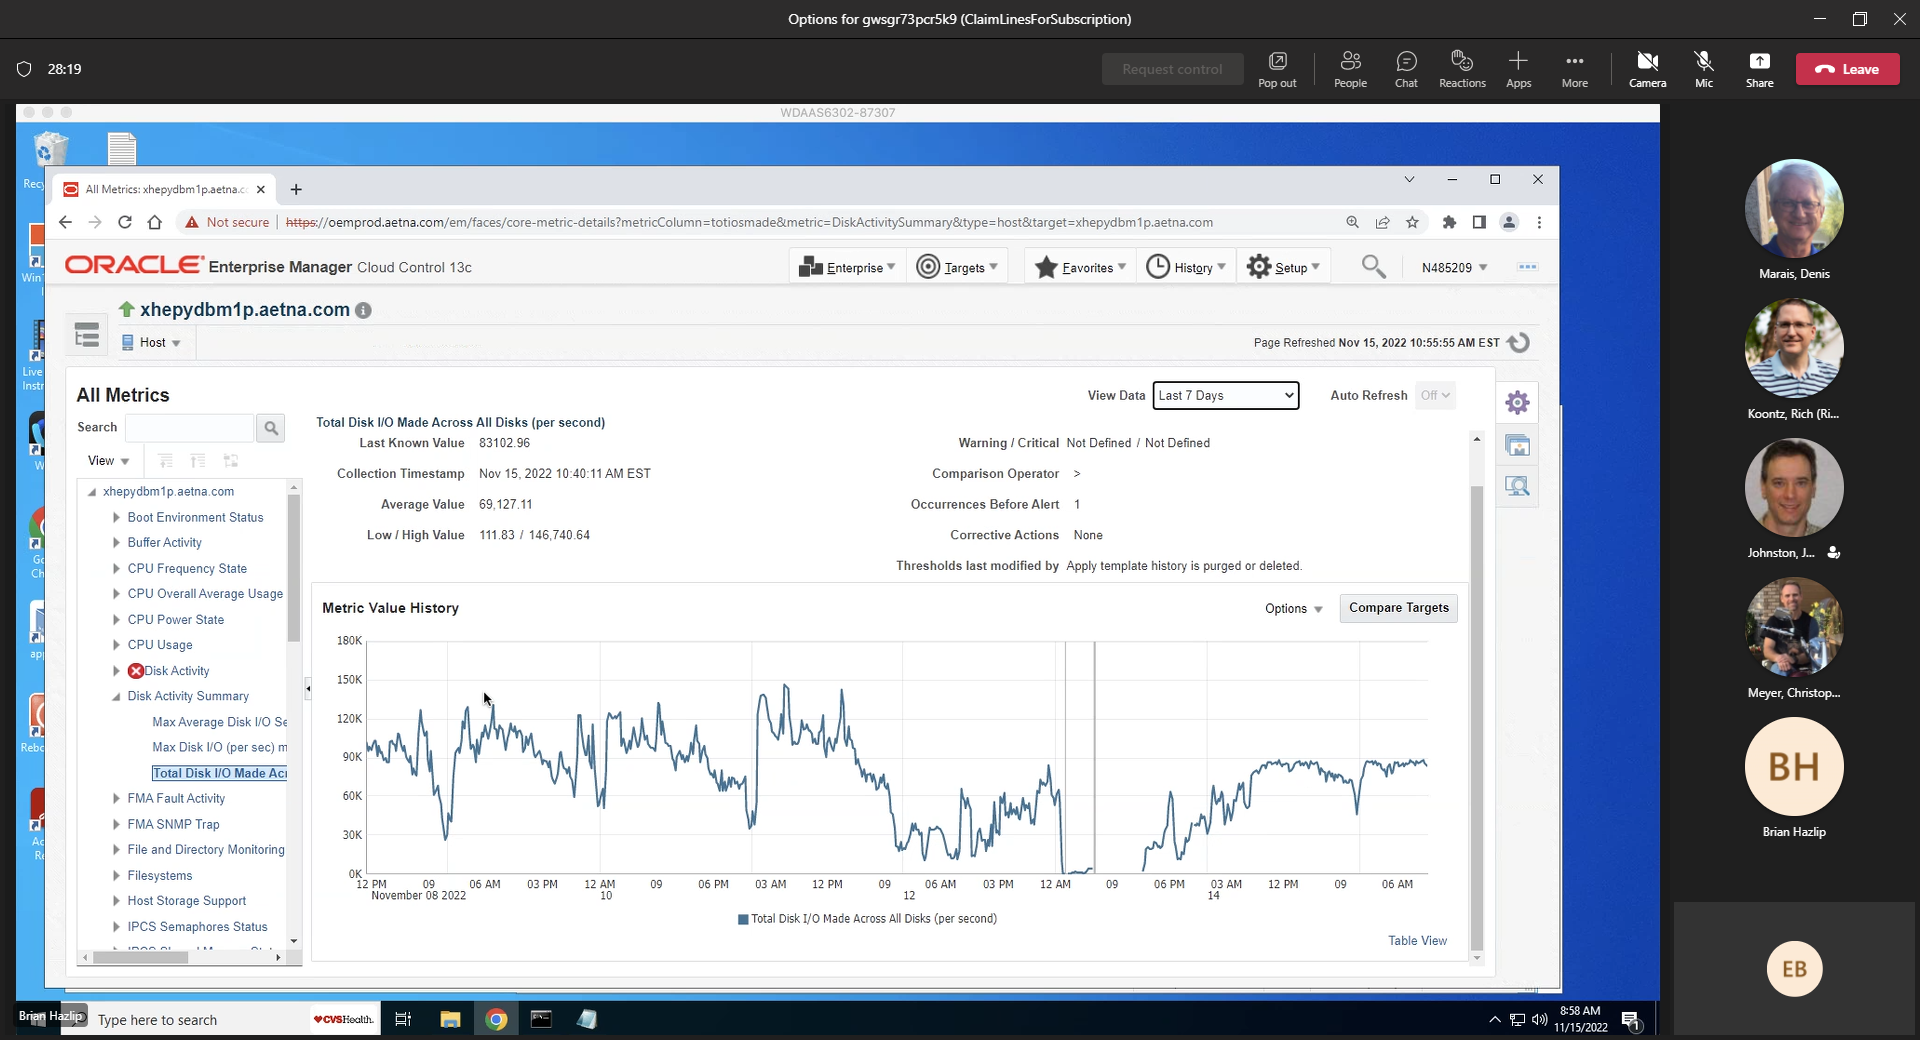 Options for gwsgr73pcr5k9 (ClaimLinesForSubscription)
28:19
Request control
Pop out
People
Chat
Reactions
Apps
More
Camera
Mic
Share
Leave
WDAAS6302-87307
All Metrics: xhepydbm1p.aetna.c
Not secure
https://oemprod.aetna.com/em/faces/core-metric-details?metricColumn=totiosmade&metric=DiskActivitySummary&type=host&target=xhepydbm1p.aetna.com
ORACLE Enterprise Manager Cloud Control 13c
Enterprise
Targets
Favorites
History
Setup
N485209
xhepydbm1p.aetna.com
Host
Page Refreshed Nov 15, 2022 10:55:55 AM EST
All Metrics
View Data Last 7 Days
Auto Refresh Off
Search
View
xhepydbm1p.aetna.com
Boot Environment Status
Buffer Activity
CPU Frequency State
CPU Overall Average Usage
CPU Power State
CPU Usage
Disk Activity
Disk Activity Summary
Max Average Disk I/O Se
Max Disk I/O (per sec) m
Total Disk I/O Made Acr
FMA Fault Activity
FMA SNMP Trap
File and Directory Monitoring
Filesystems
Host Storage Support
IPCS Semaphores Status
Total Disk I/O Made Across All Disks (per second)
Last Known Value 83102.96
Collection Timestamp Nov 15, 2022 10:40:11 AM EST
Average Value 69,127.11
Low / High Value 111.83 / 146,740.64
Warning / Critical Not Defined / Not Defined
Comparison Operator >
Occurrences Before Alert 1
Corrective Actions None
Thresholds last modified by Apply template history is purged or deleted.
Metric Value History
Options
Compare Targets
180K
150K
120K
90K
60K
30K
0K
12 PM 09 06 AM 03 PM 12 AM 09 06 PM 03 AM 12 PM 09 06 AM 03 PM 12 AM 09 06 PM 03 AM 12 PM 09 06 AM
November 08 2022 10 12 14
Total Disk I/O Made Across All Disks (per second)
Table View
Brian Hazlip
Type here to search
CVSHealth.
8:58 AM
11/15/2022
1
Marais, Denis
Koontz, Rich (Ri...
Johnston, J...
Meyer, Christop...
BH
Brian Hazlip
EB